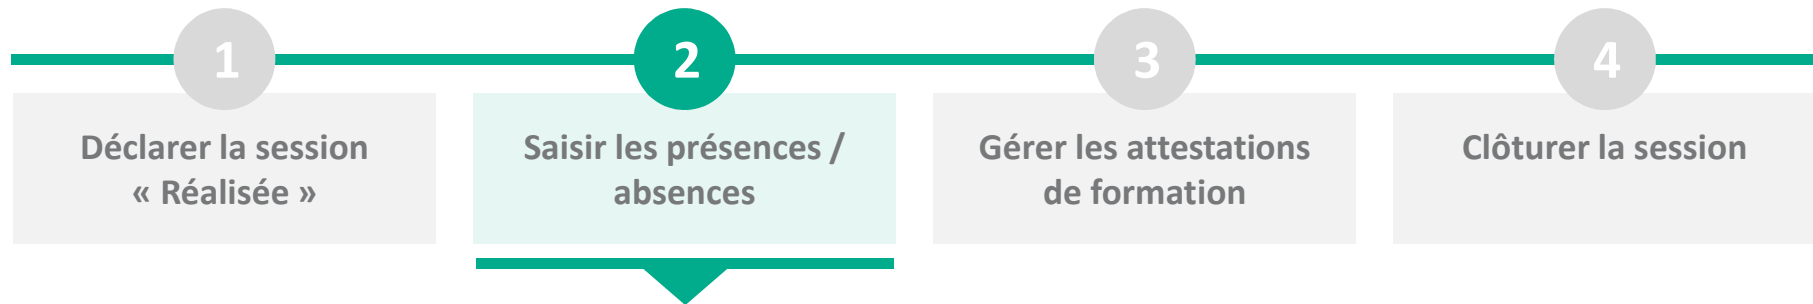 1
Déclarer la session
« Réalisée »
2
Saisir les présences /
absences
3
Gérer les attestations
de formation
4
Clôturer la session